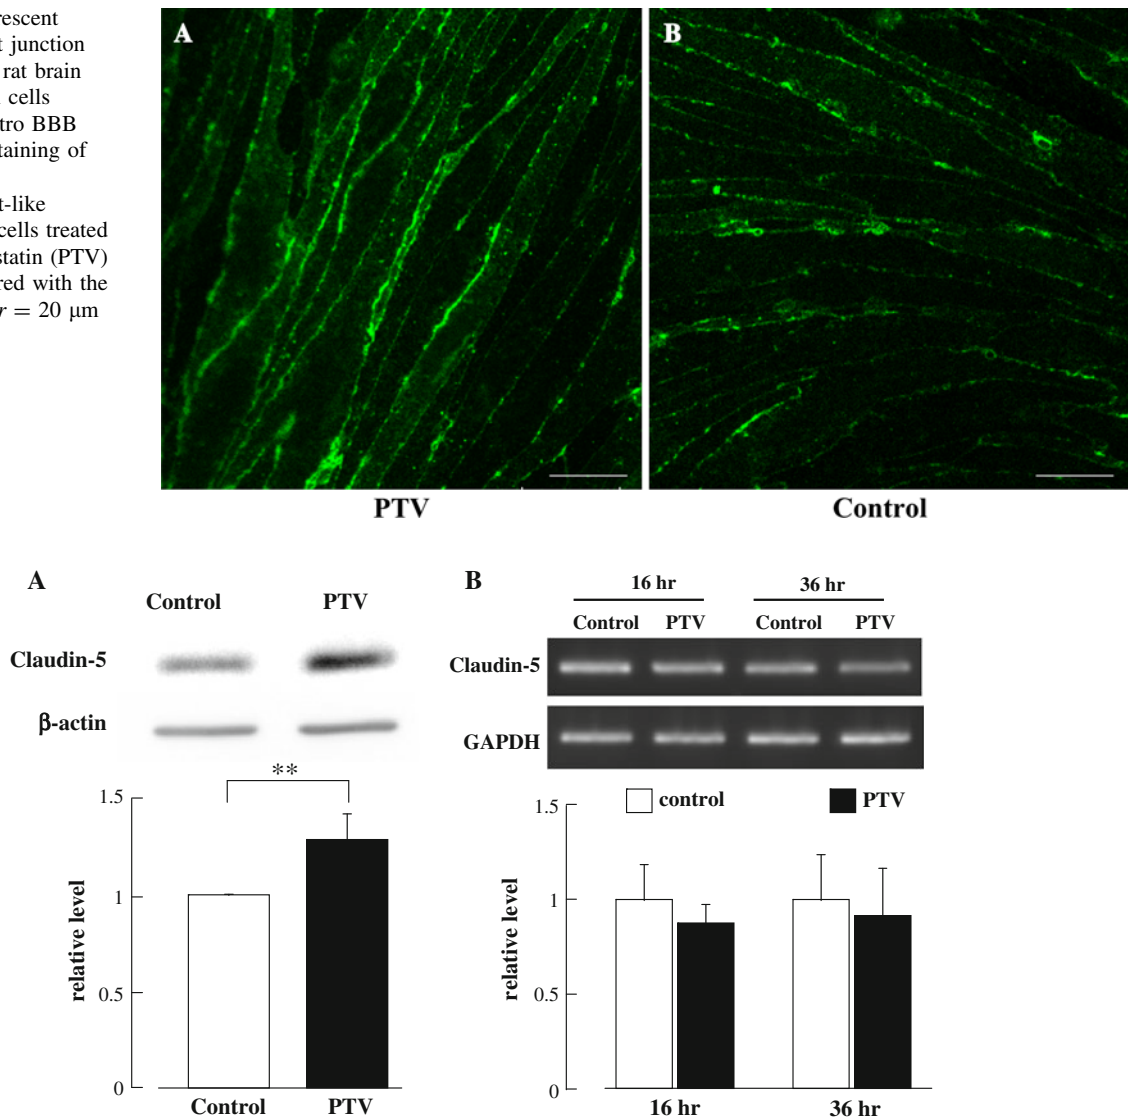 rescent
t junction
rat brain
cells
tro BBB
taining of
t-like
cells treated
statin (PTV)
red with the
r = 20 μm
A
B
PTV
Control
A
Control PTV
Claudin-5
β-actin
**
1.5
1
0.5
0
relative level
Control PTV
B
16 hr 36 hr
Control PTV Control PTV
Claudin-5
GAPDH
control PTV
1.5
1
0.5
0
relative level
16 hr 36 hr